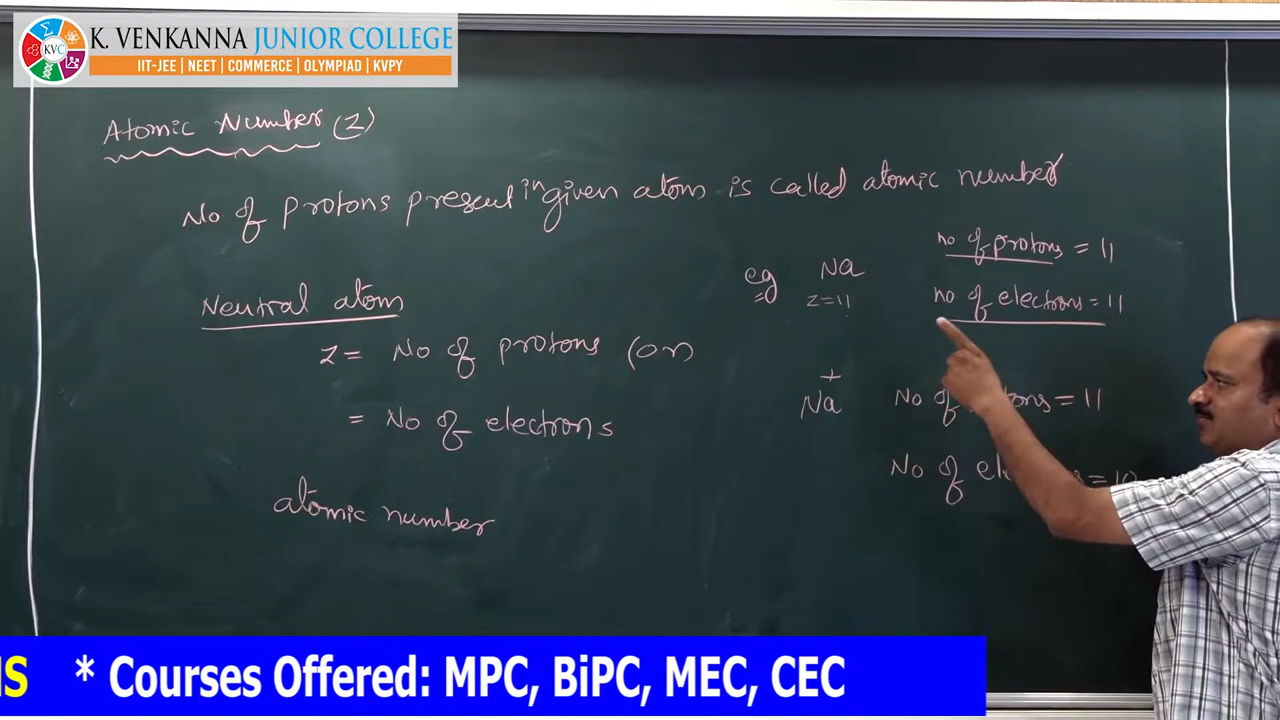 K. VENKANNA JUNIOR COLLEGE
KVC
IIT-JEE | NEET | COMMERCE | OLYMPIAD | KVPY
Atomic Number (Z)
No of protons present in given atom is called atomic number
Neutral atom
Z = No of protons (or)
= No of electrons
atomic number
eg Na
Z=11
no of protons = 11
no of electrons = 11
Na+
No of = 11
No of = 10
* Courses Offered: MPC, BiPC, MEC, CEC